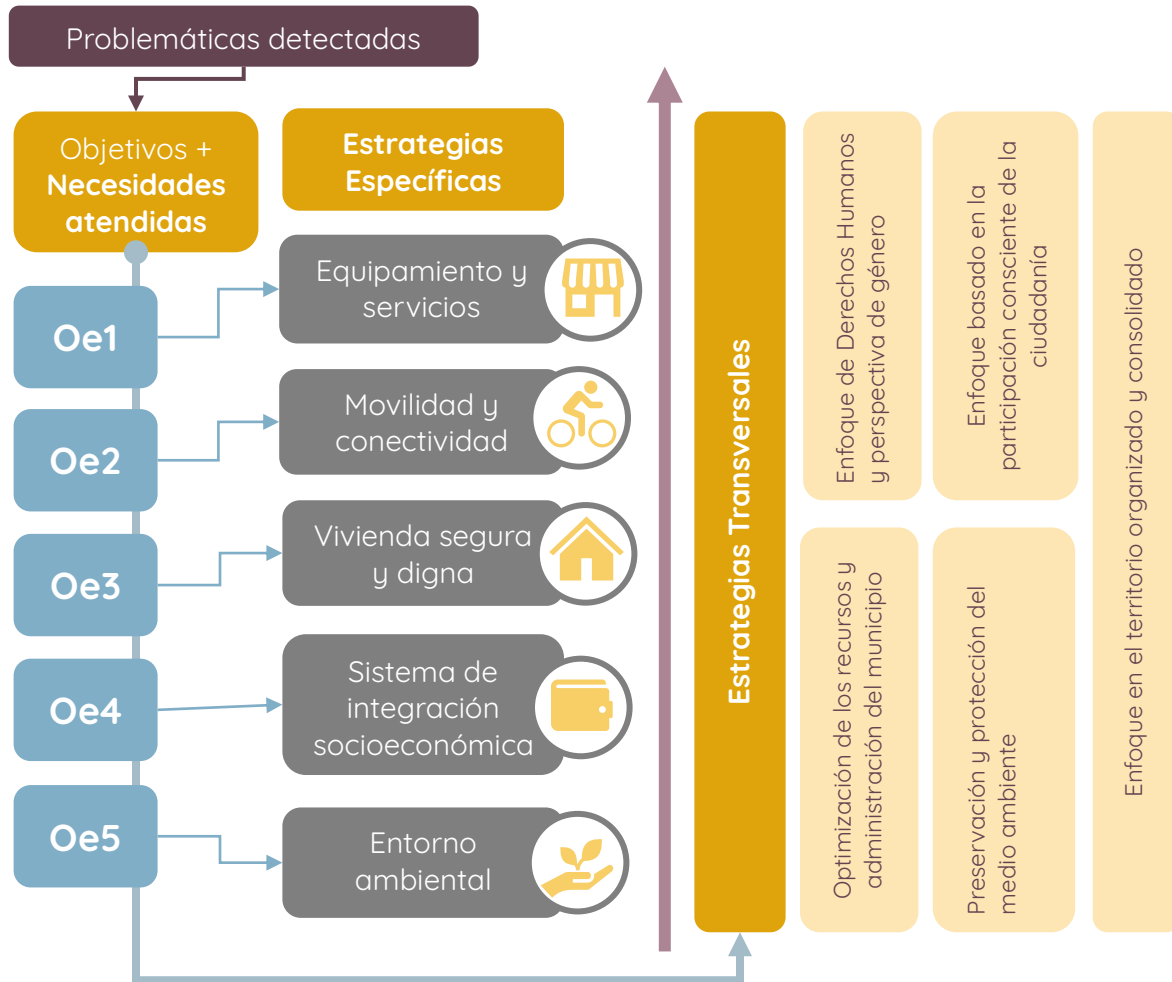 Problemáticas detectadas
Objetivos +
Necesidades
atendidas
Estrategias
Específicas
Oe1
Equipamiento y
servicios
Oe2
Movilidad y
conectividad
Oe3
Vivienda segura
y digna
Oe4
Sistema de
integración
socioeconómica
Oe5
Entorno
ambiental
Estrategias Transversales
Enfoque de Derechos Humanos
y perspectiva de género
Enfoque basado en la
participación consciente de la
ciudadanía
Optimización de los recursos y
administración del municipio
Preservación y protección del
medio ambiente
Enfoque en el territorio organizado y consolidado